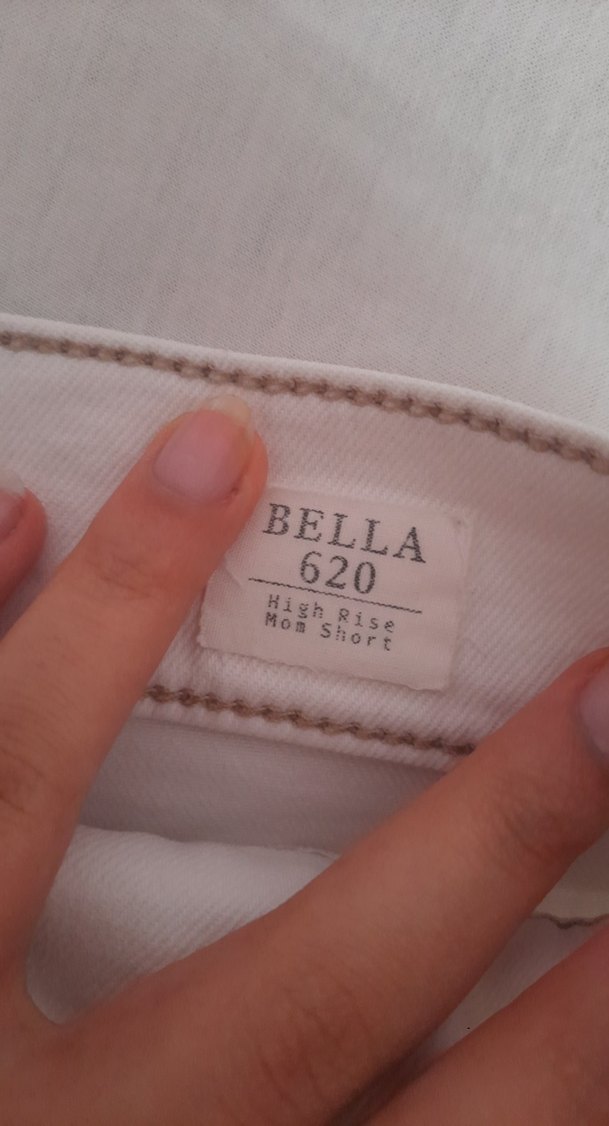 BELLA
620
High Rise
Mom Short